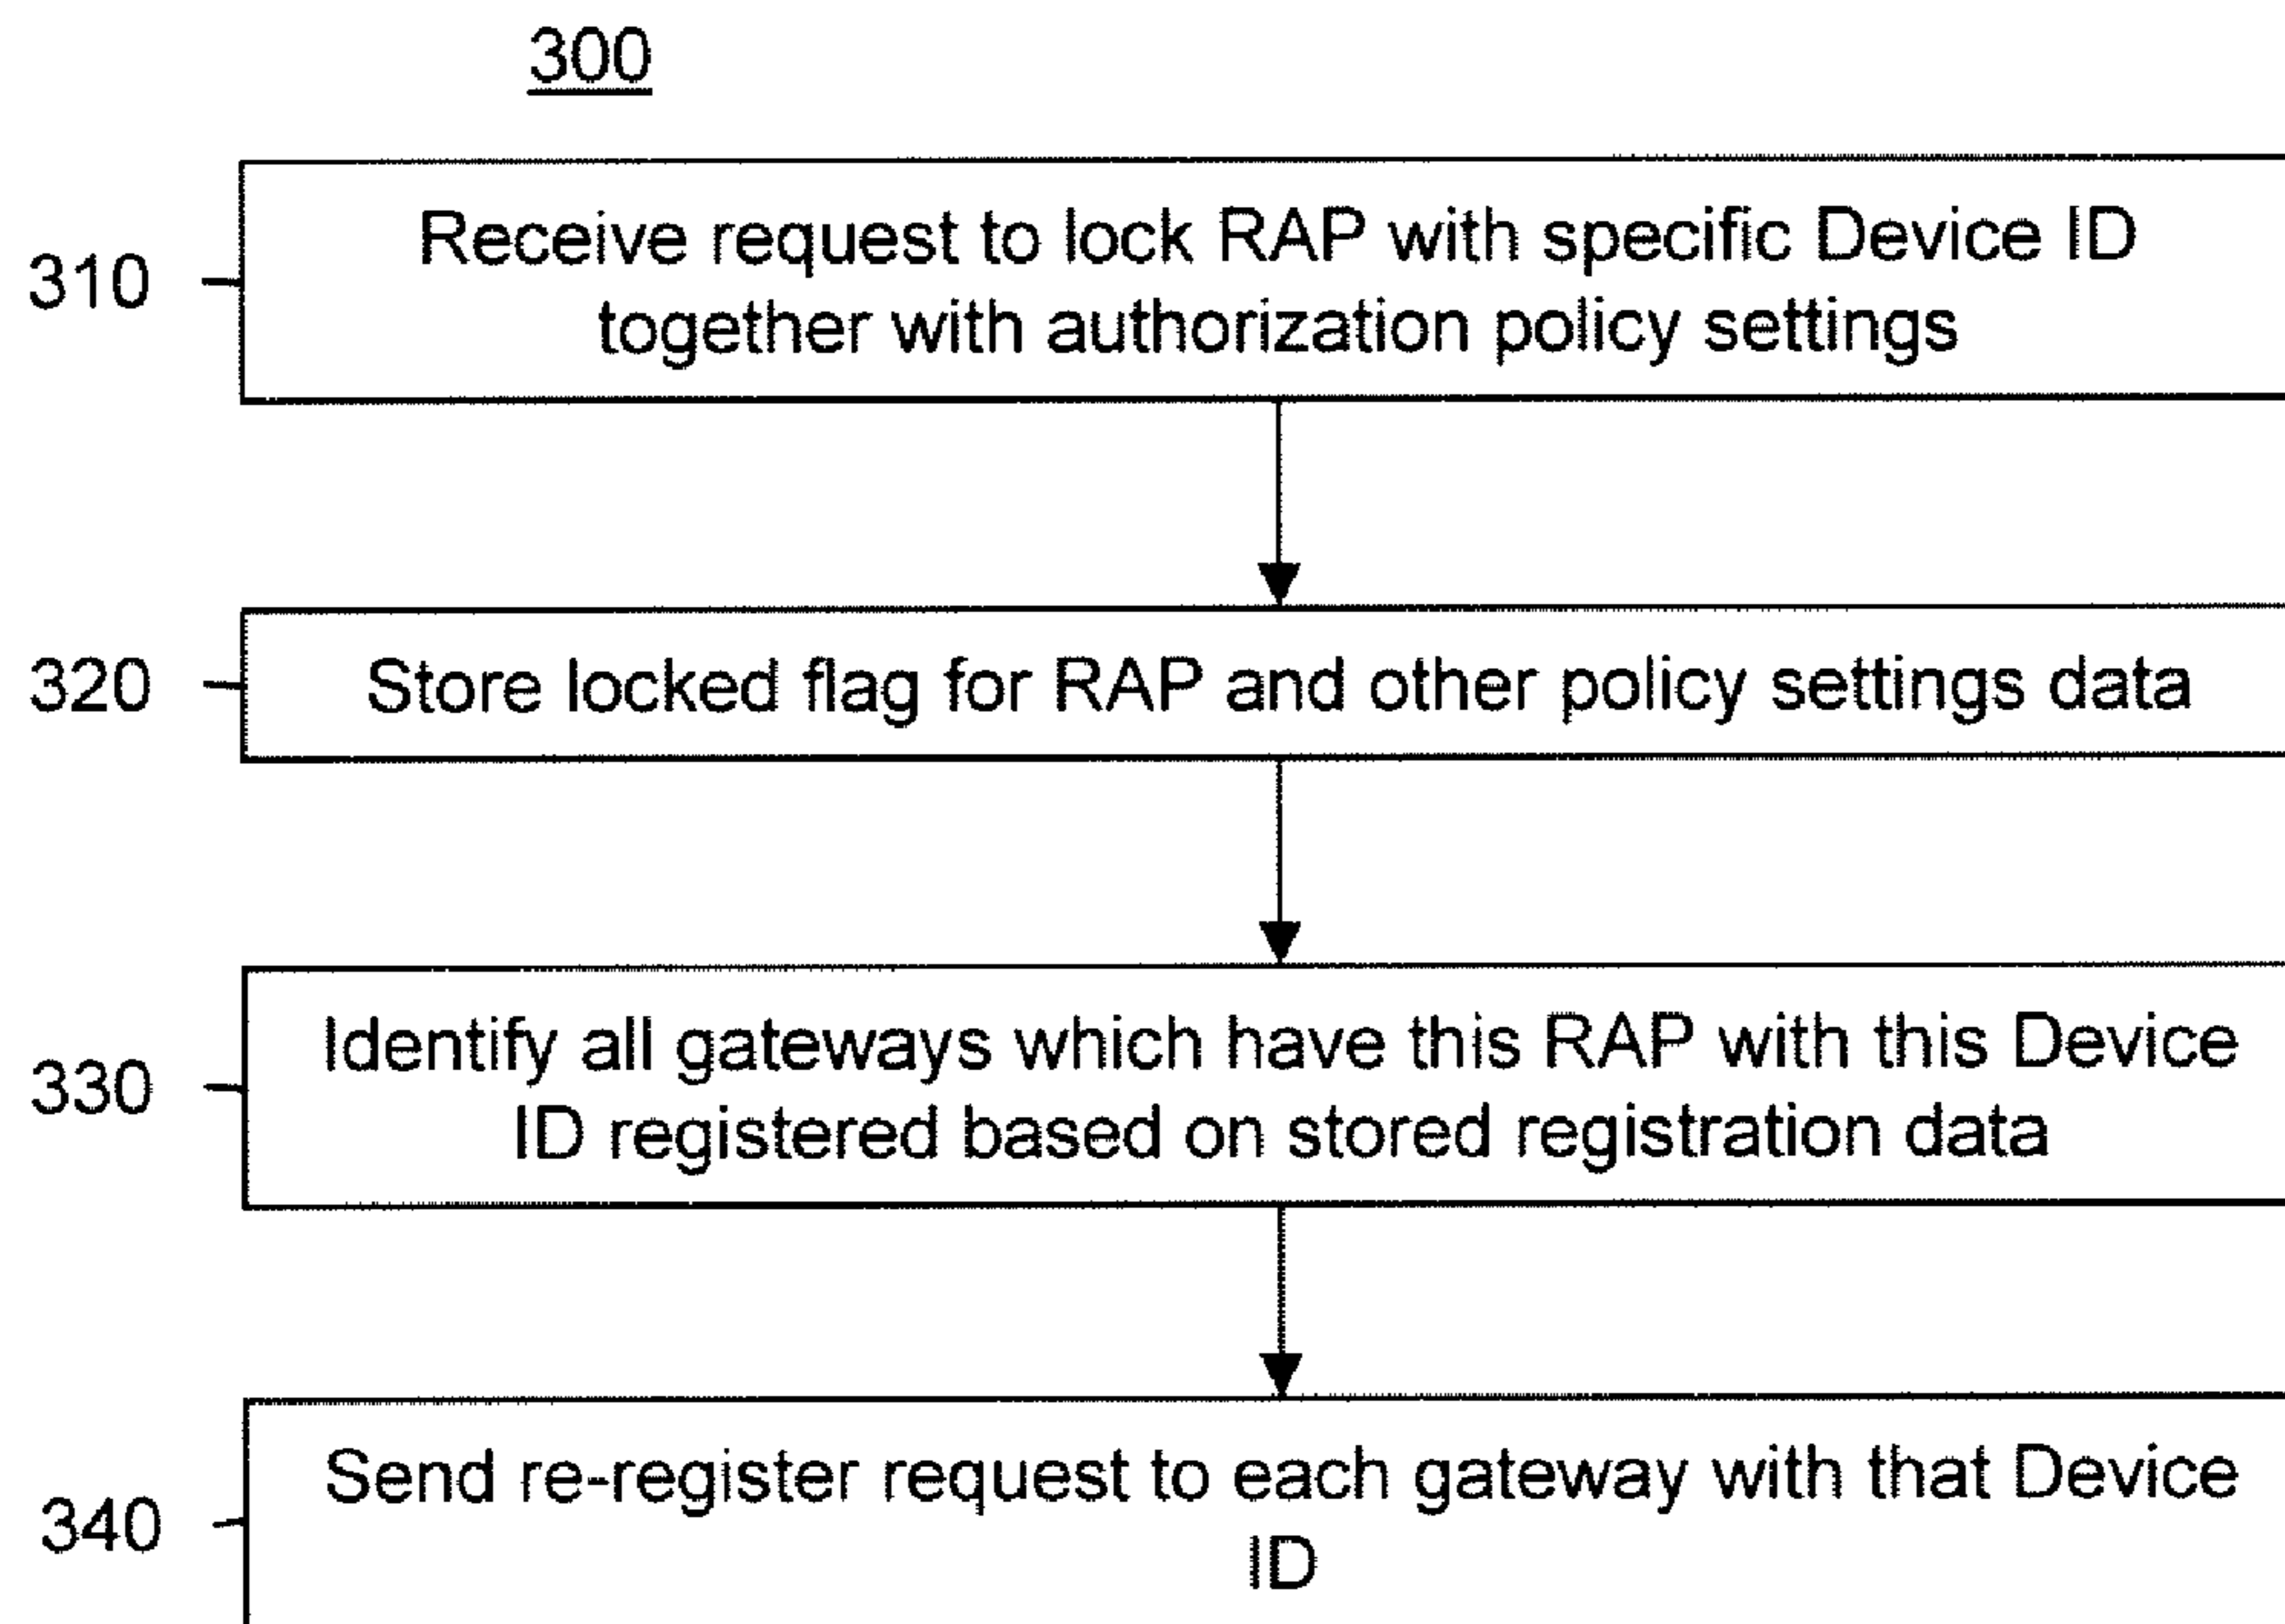 300
310
Receive request to lock RAP with specific Device ID
together with authorization policy settings
320
Store locked flag for RAP and other policy settings data
330
Identify all gateways which have this RAP with this Device
ID registered based on stored registration data
340
Send re-register request to each gateway with that Device
ID